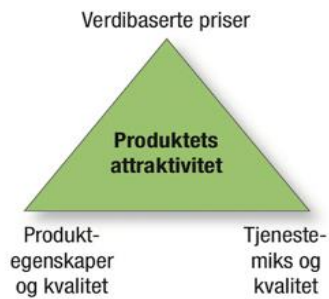 Verdibaserte priser
Produktets
attraktivitet
Produkt-
egenskaper
og kvalitet
Tjeneste-
miks og
kvalitet